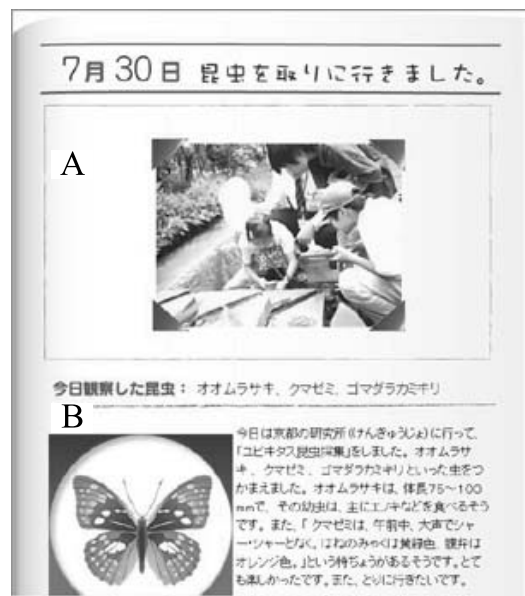 7月30日 昆虫を取りに行きました。
A
今日観察した昆虫： オオムラサキ、クマゼミ、ゴマダラカミキリ
B
今日は京都の研究所(けんきゅうじょ)に行って、
「ユビキタス昆虫採集」をしました。オオムラサ
キ、クマゼミ、ゴマダラカミキリといった虫をつ
かまえました。オオムラサキは、体長75〜100
mmで、その幼虫は、主にエノキなどを食べるそう
です。また、「クマゼミは、午前中、大声でシャ
ー・シャーとなく。はねのみゃくは黄緑色、腹弁は
オレンジ色。」という特ちょうがあるそうです。とて
も楽しかったです。また、とりに行きたいです。